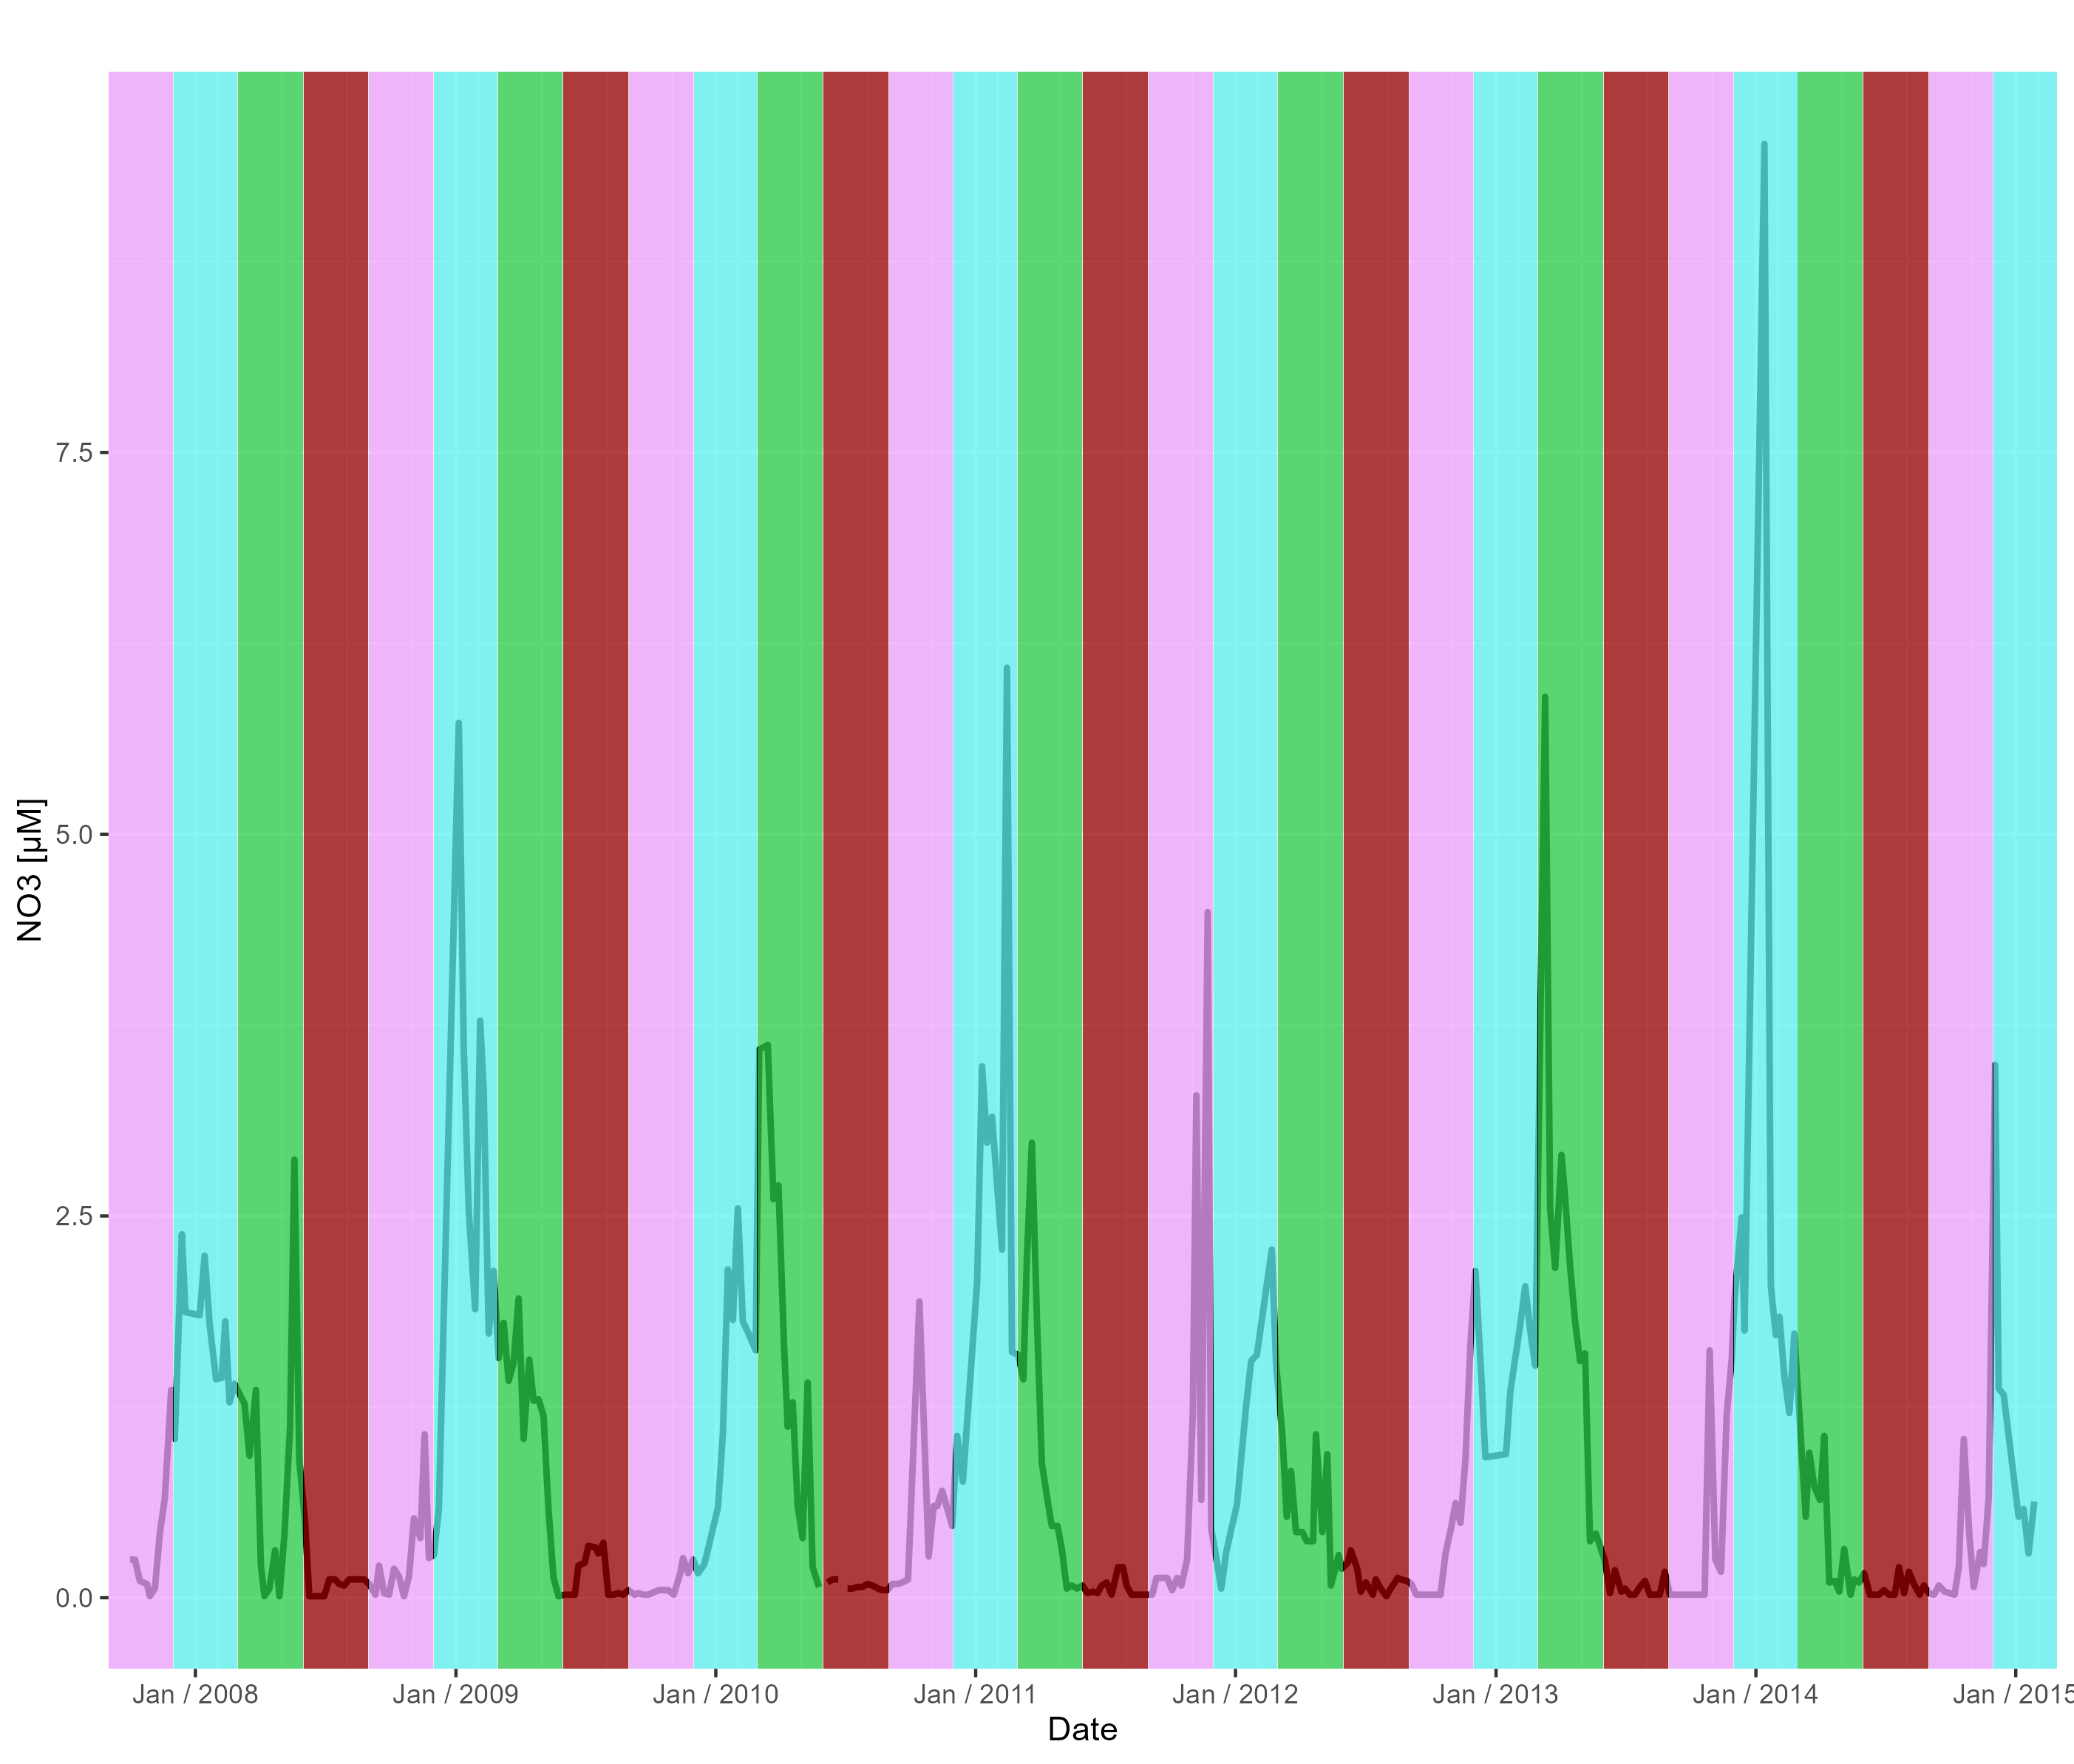 NO3 [µM]
7.5
5.0
2.5
0.0
Jan / 2008
Jan / 2009
Jan / 2010
Jan / 2011
Jan / 2012
Jan / 2013
Jan / 2014
Jan / 2015
Date